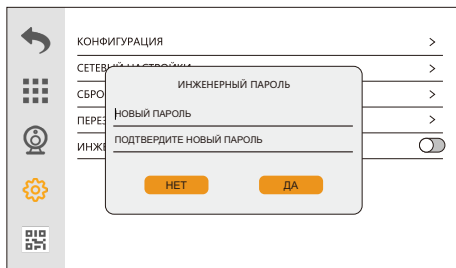 КОНФИГУРАЦИЯ
ИНЖЕНЕРНЫЙ ПАРОЛЬ
НОВЫЙ ПАРОЛЬ
ПОДТВЕРДИТЕ НОВЫЙ ПАРОЛЬ
НЕТ ДА